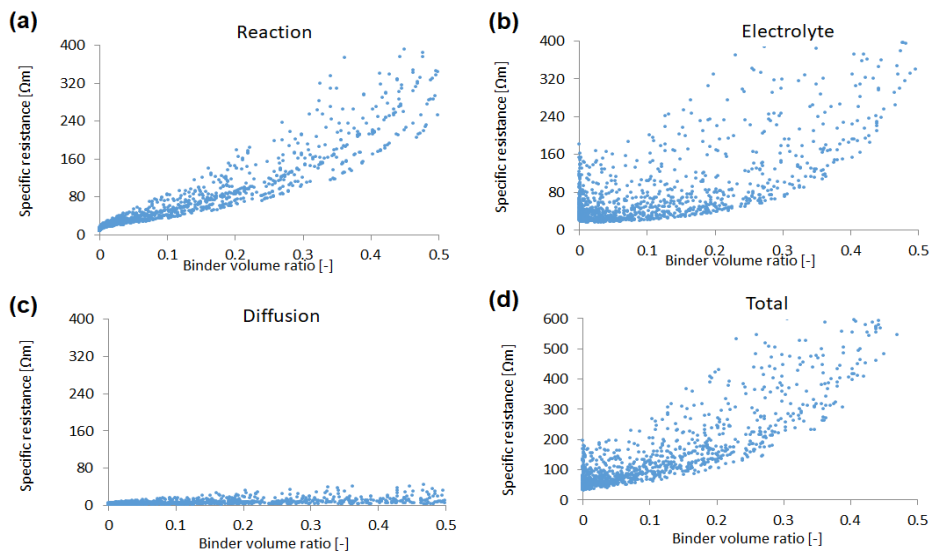 (a)
Reaction
Specific resistance [Ωm]
400
320
240
160
80
0
0 0.1 0.2 0.3 0.4 0.5
Binder volume ratio [-]
(b)
Electrolyte
Specific resistance [Ωm]
400
320
240
160
80
0
0 0.1 0.2 0.3 0.4 0.5
Binder volume ratio [-]
(c)
Diffusion
Specific resistance [Ωm]
400
320
240
160
80
0
0 0.1 0.2 0.3 0.4 0.5
Binder volume ratio [-]
(d)
Total
Specific resistance [Ωm]
600
500
400
300
200
100
0
0 0.1 0.2 0.3 0.4 0.5
Binder volume ratio [-]